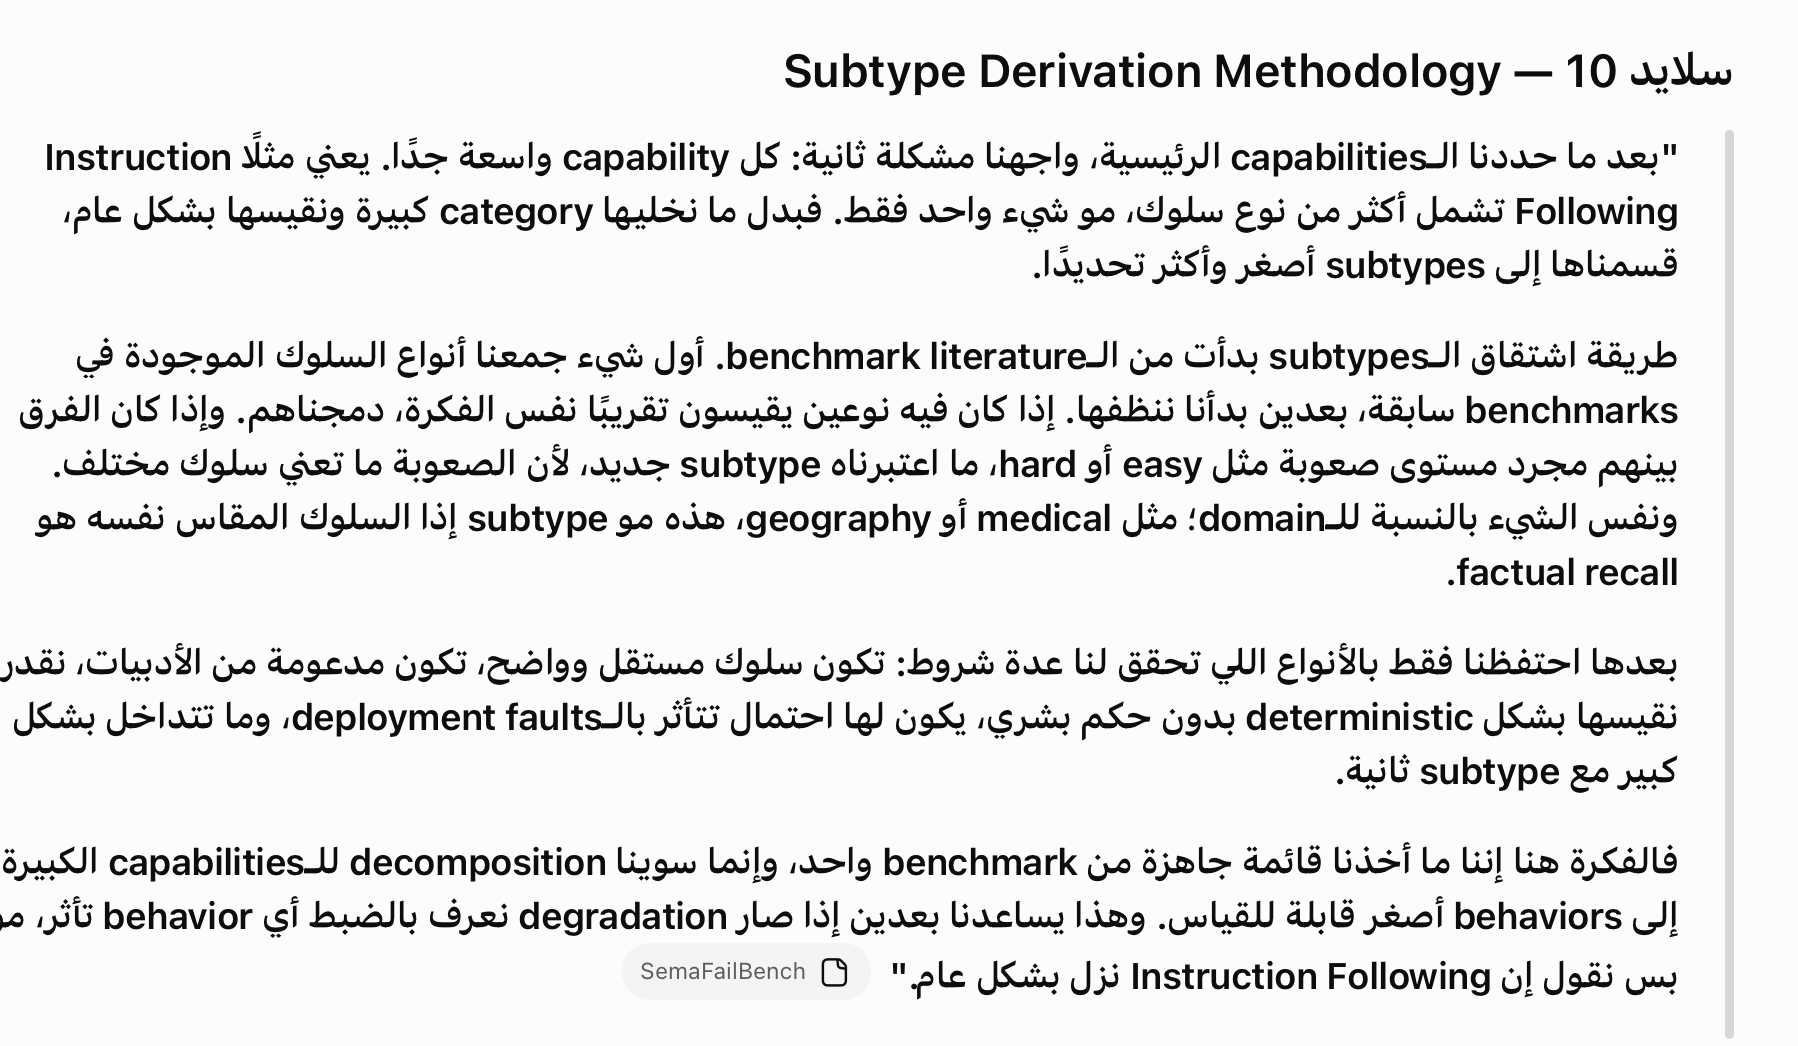 سلايد 10 — Subtype Derivation Methodology
"بعد ما حددنا الـcapabilities الرئيسية، واجهنا مشكلة ثانية: كل capability واسعة جدًا. يعني مثلًا Instruction
Following تشمل أكثر من نوع سلوك، مو شيء واحد فقط. فبدل ما نخليها category كبيرة ونقيسها بشكل عام،
قسمناها إلى subtypes أصغر وأكثر تحديدًا.
طريقة اشتقاق الـsubtypes بدأت من الـbenchmark literature. أول شيء جمعنا أنواع السلوك الموجودة في
benchmarks سابقة، بعدين بدأنا ننظفها. إذا كان فيه نوعين يقيسون تقريبًا نفس الفكرة، دمجناهم. وإذا كان الفرق
بينهم مجرد مستوى صعوبة مثل easy أو hard، ما اعتبرناه subtype جديد، لأن الصعوبة ما تعني سلوك مختلف.
ونفس الشيء بالنسبة للـdomain؛ مثل medical أو geography، هذه مو subtype إذا السلوك المقاس نفسه هو
factual recall.
بعدها احتفظنا فقط بالأنواع اللي تحقق لنا عدة شروط: تكون سلوك مستقل وواضح، تكون مدعومة من الأدبيات، نقدر
نقيسها بشكل deterministic بدون حكم بشري، يكون لها احتمال تتأثر بالـdeployment faults، وما تتداخل بشكل
كبير مع subtype ثانية.
فالفكرة هنا إننا ما أخذنا قائمة جاهزة من benchmark واحد، وإنما سوينا decomposition للـcapabilities الكبيرة
إلى behaviors أصغر قابلة للقياس. وهذا يساعدنا بعدين إذا صار degradation نعرف بالضبط أي behavior تأثر، مو
بس نقول إن Instruction Following نزل بشكل عام." SemaFailBench